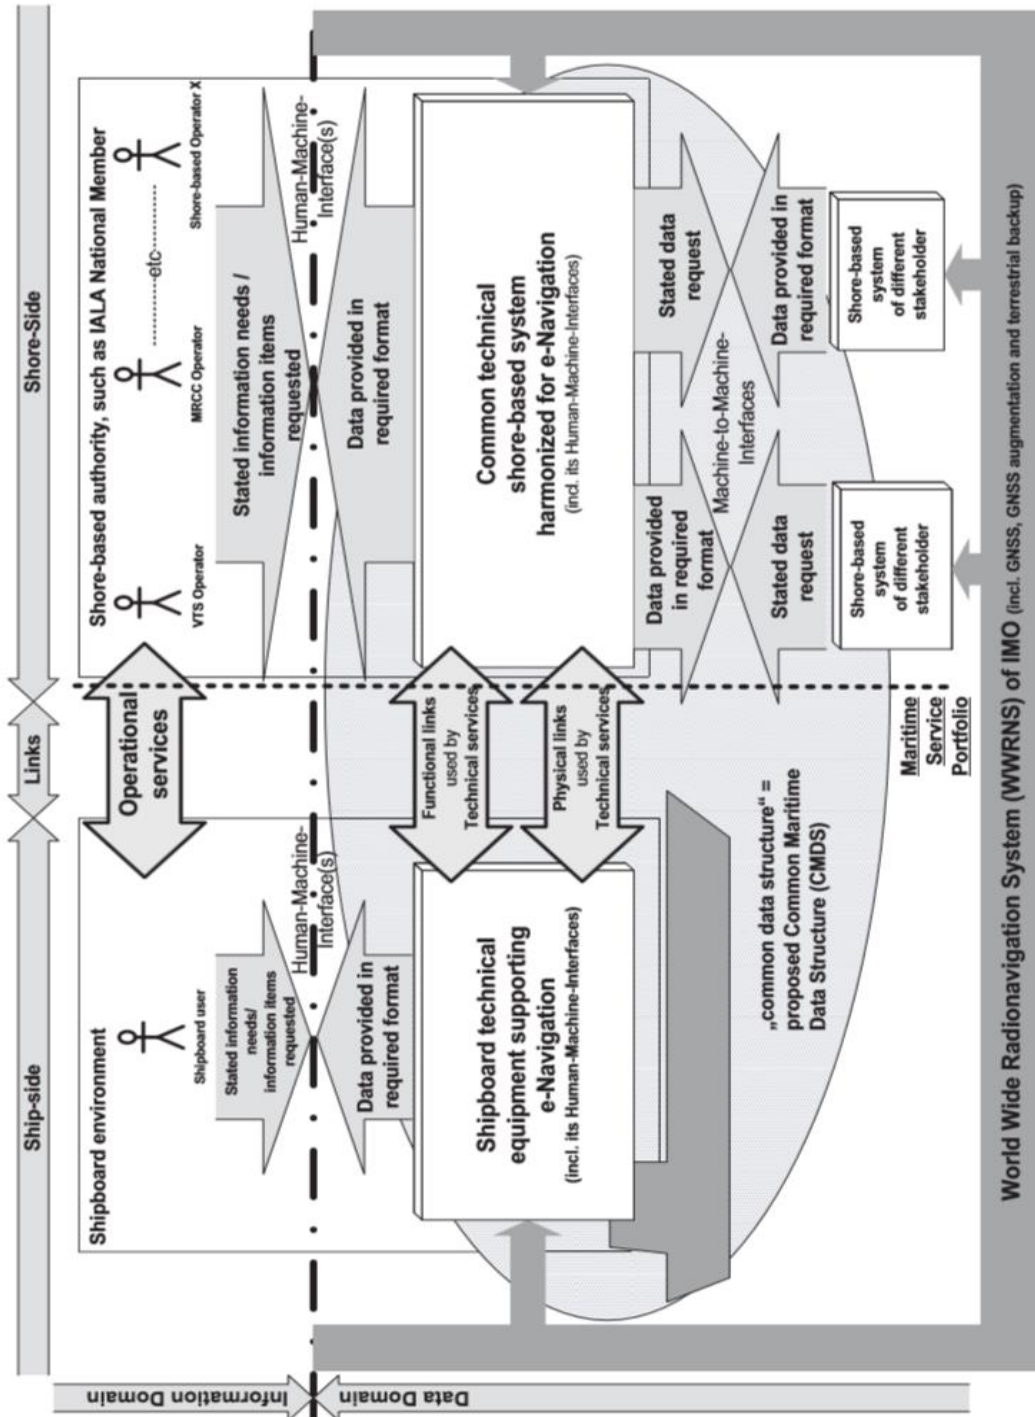 Ship-side
Links
Shore-Side
Information Domain
Data Domain
Shipboard environment
Shipboard user
Stated information
needs/
information items
requested
Human-Machine-
Interface(s)
Data provided in
required format
Shipboard technical
equipment supporting
e-Navigation
(incl. its Human-Machine-Interfaces)
Operational
services
Functional links
used by
Technical services
Physical links
used by
Technical services
„common data structure“ =
proposed Common Maritime
Data Structure (CMDS)
Maritime
Service
Portfolio
Shore-based authority, such as IALA National Member
VTS Operator
MRCC Operator
etc
Shore-based Operator X
Stated information needs /
information items
requested
Human-Machine-
Interface(s)
Data provided in
required format
Common technical
shore-based system
harmonized for e-Navigation
(incl. its Human-Machine-Interfaces)
Data provided
in required
format
Stated data
request
Machine-to-Machine-
Interfaces
Stated data
request
Data provided in
required format
Shore-based
system
of different
stakeholder
Shore-based
system
of different
stakeholder
World Wide Radionavigation System (WWRNS) of IMO (incl. GNSS, GNSS augmentation and terrestrial backup)